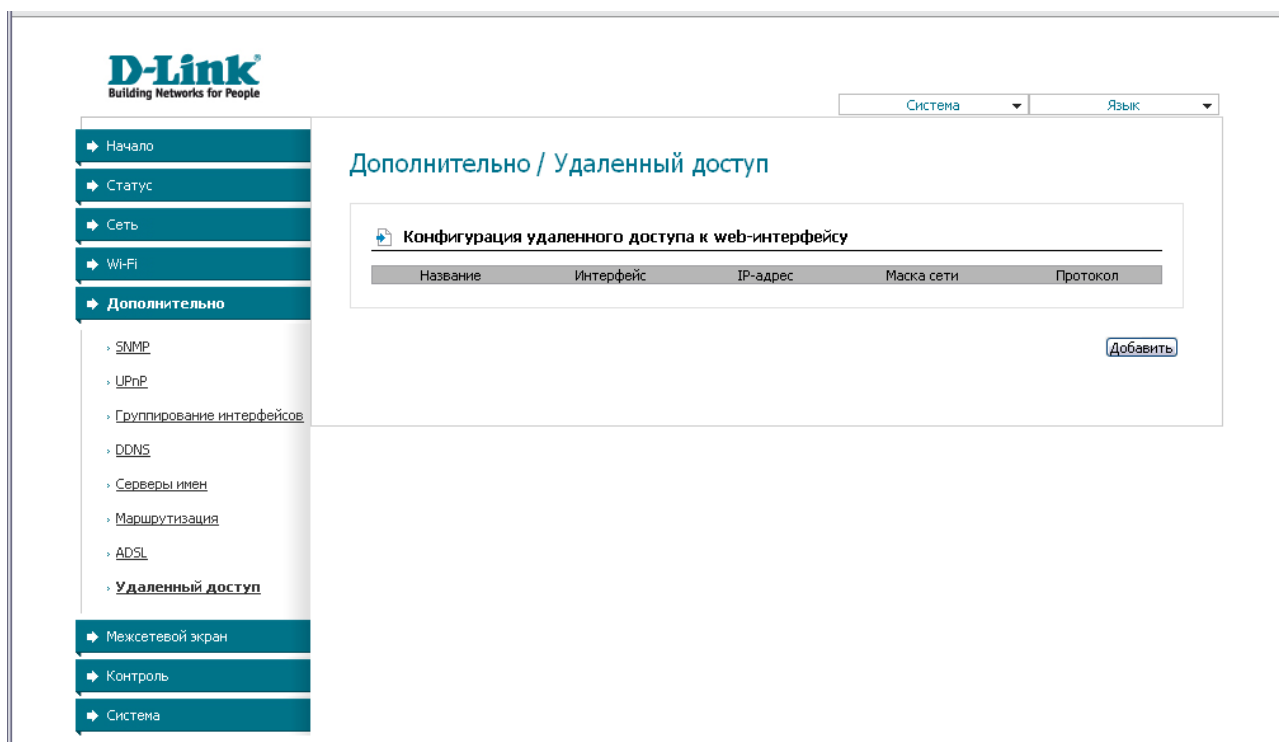 D-Link
Building Networks for People
Система Язык
Начало
Статус
Сеть
Wi-Fi
Дополнительно
SNMP
UPnP
Группирование интерфейсов
DDNS
Серверы имен
Маршрутизация
ADSL
Удаленный доступ
Межсетевой экран
Контроль
Система
Дополнительно / Удаленный доступ
Конфигурация удаленного доступа к web-интерфейсу
Название Интерфейс IP-адрес Маска сети Протокол
Добавить